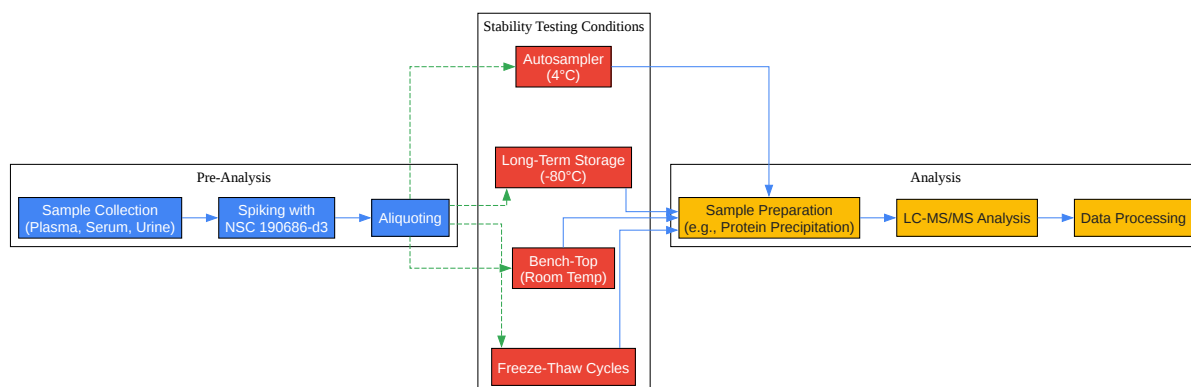 Stability Testing Conditions
Autosampler
(4°C)
Long-Term Storage
(-80°C)
Bench-Top
(Room Temp)
Freeze-Thaw Cycles
Pre-Analysis
Sample Collection
(Plasma, Serum, Urine)
Spiking with
NSC 190686-d3
Aliquoting
Analysis
Sample Preparation
(e.g., Protein Precipitation)
LC-MS/MS Analysis
Data Processing